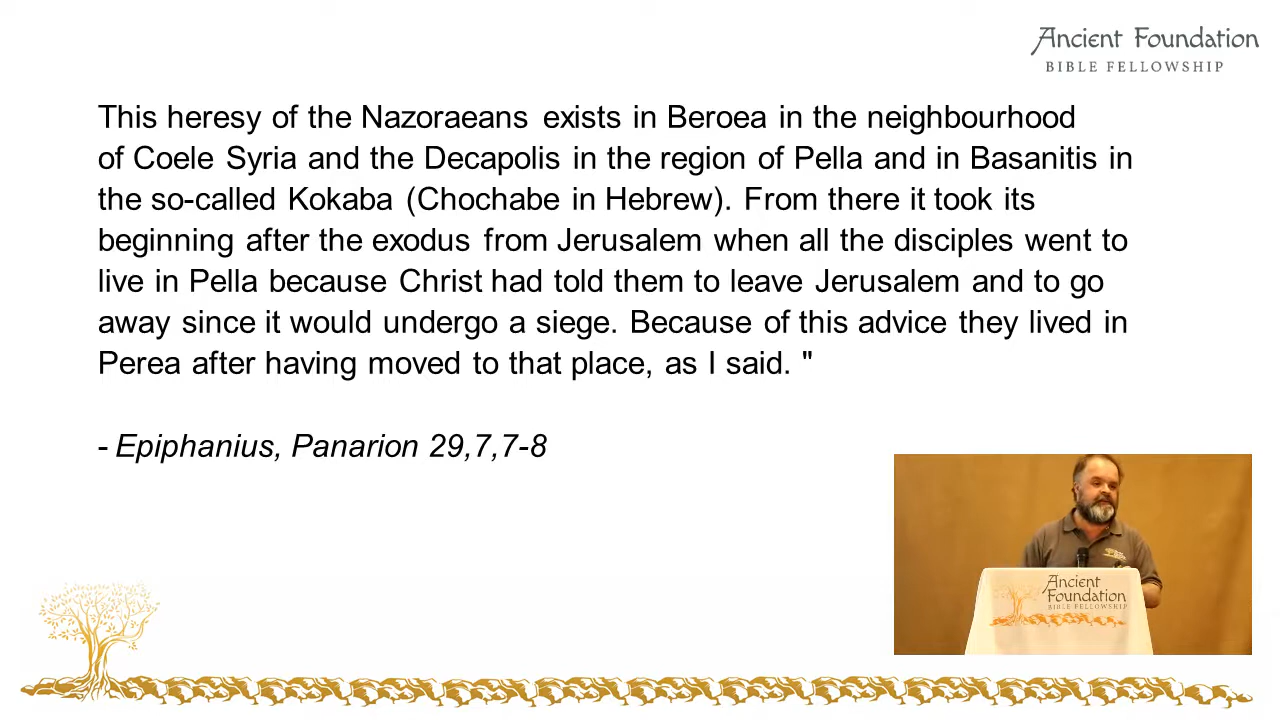 Ancient Foundation
BIBLE FELLOWSHIP
This heresy of the Nazoraeans exists in Beroea in the neighbourhood
of Coele Syria and the Decapolis in the region of Pella and in Basanitis in
the so-called Kokaba (Chochabe in Hebrew). From there it took its
beginning after the exodus from Jerusalem when all the disciples went to
live in Pella because Christ had told them to leave Jerusalem and to go
away since it would undergo a siege. Because of this advice they lived in
Perea after having moved to that place, as I said. "
- Epiphanius, Panarion 29,7,7-8
Ancient
Foundation
BIBLE FELLOWSHIP